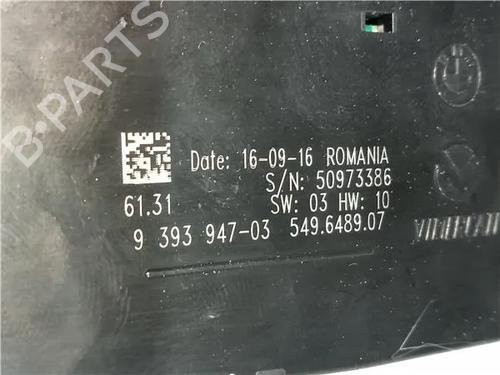 B-PARTS
Date: 16-09-16 ROMANIA
S/N: 50973386
61.31 SW: 03 HW: 10
9 393 947-03 549.6489.07